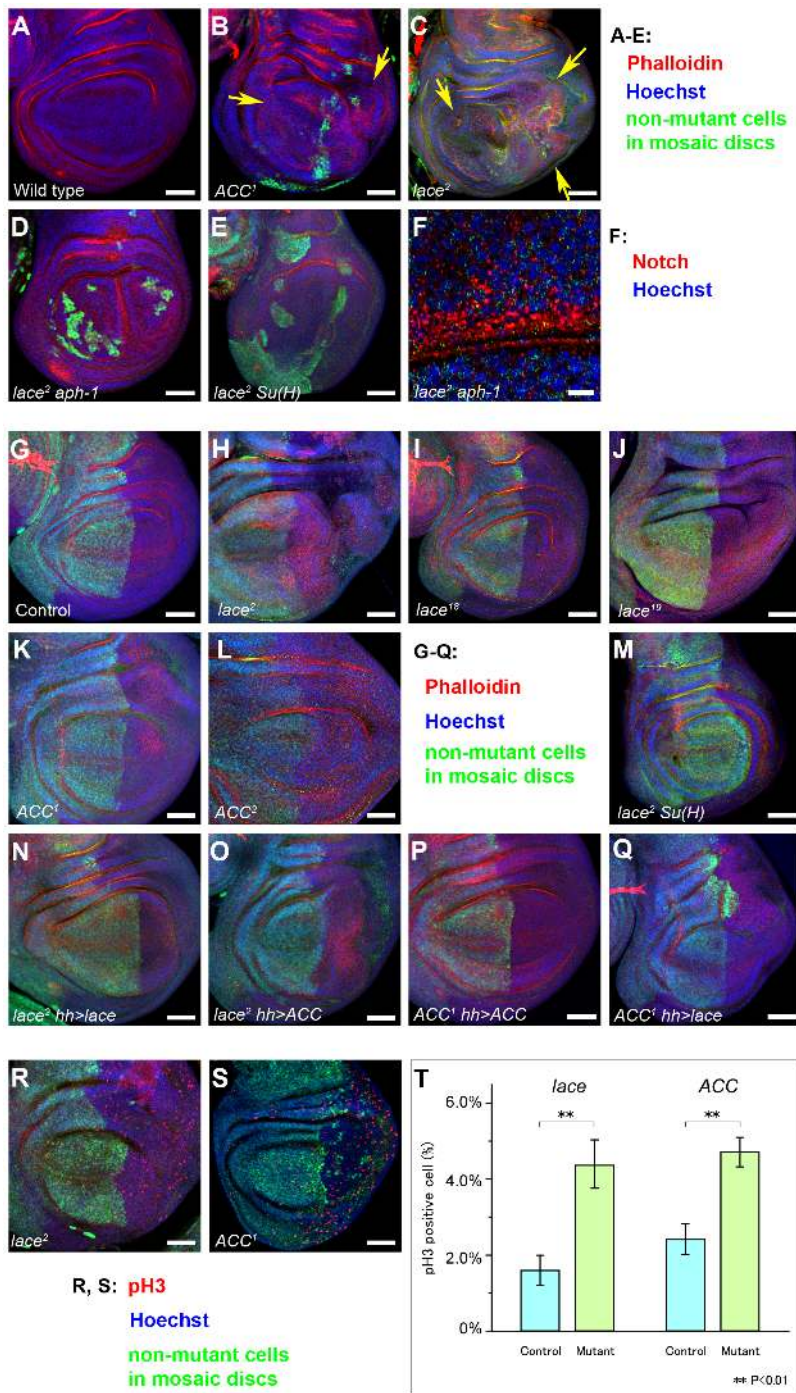 A
B
C
A-E:
Phalloidin
Hoechst
non-mutant cells
in mosaic discs
Wild type
ACC¹
lace²
D
E
F
F:
Notch
Hoechst
lace² aph-1
lace² Su(H)
lace² aph-1
G
H
I
J
Control
lace²
lace¹⁸
lace¹⁹
K
L
G-Q:
M
Phalloidin
Hoechst
non-mutant cells
in mosaic discs
ACC¹
ACC²
lace² Su(H)
N
O
P
Q
lace² hh>lace
lace² hh>ACC
ACC¹ hh>ACC
ACC¹ hh>lace
R
S
T
lace²
ACC¹
R, S: pH3
Hoechst
non-mutant cells
in mosaic discs
lace
ACC
6.0%
**
**
4.0%
2.0%
0%
pH3 positive cell (%)
Control
Mutant
Control
Mutant
** P<0.01